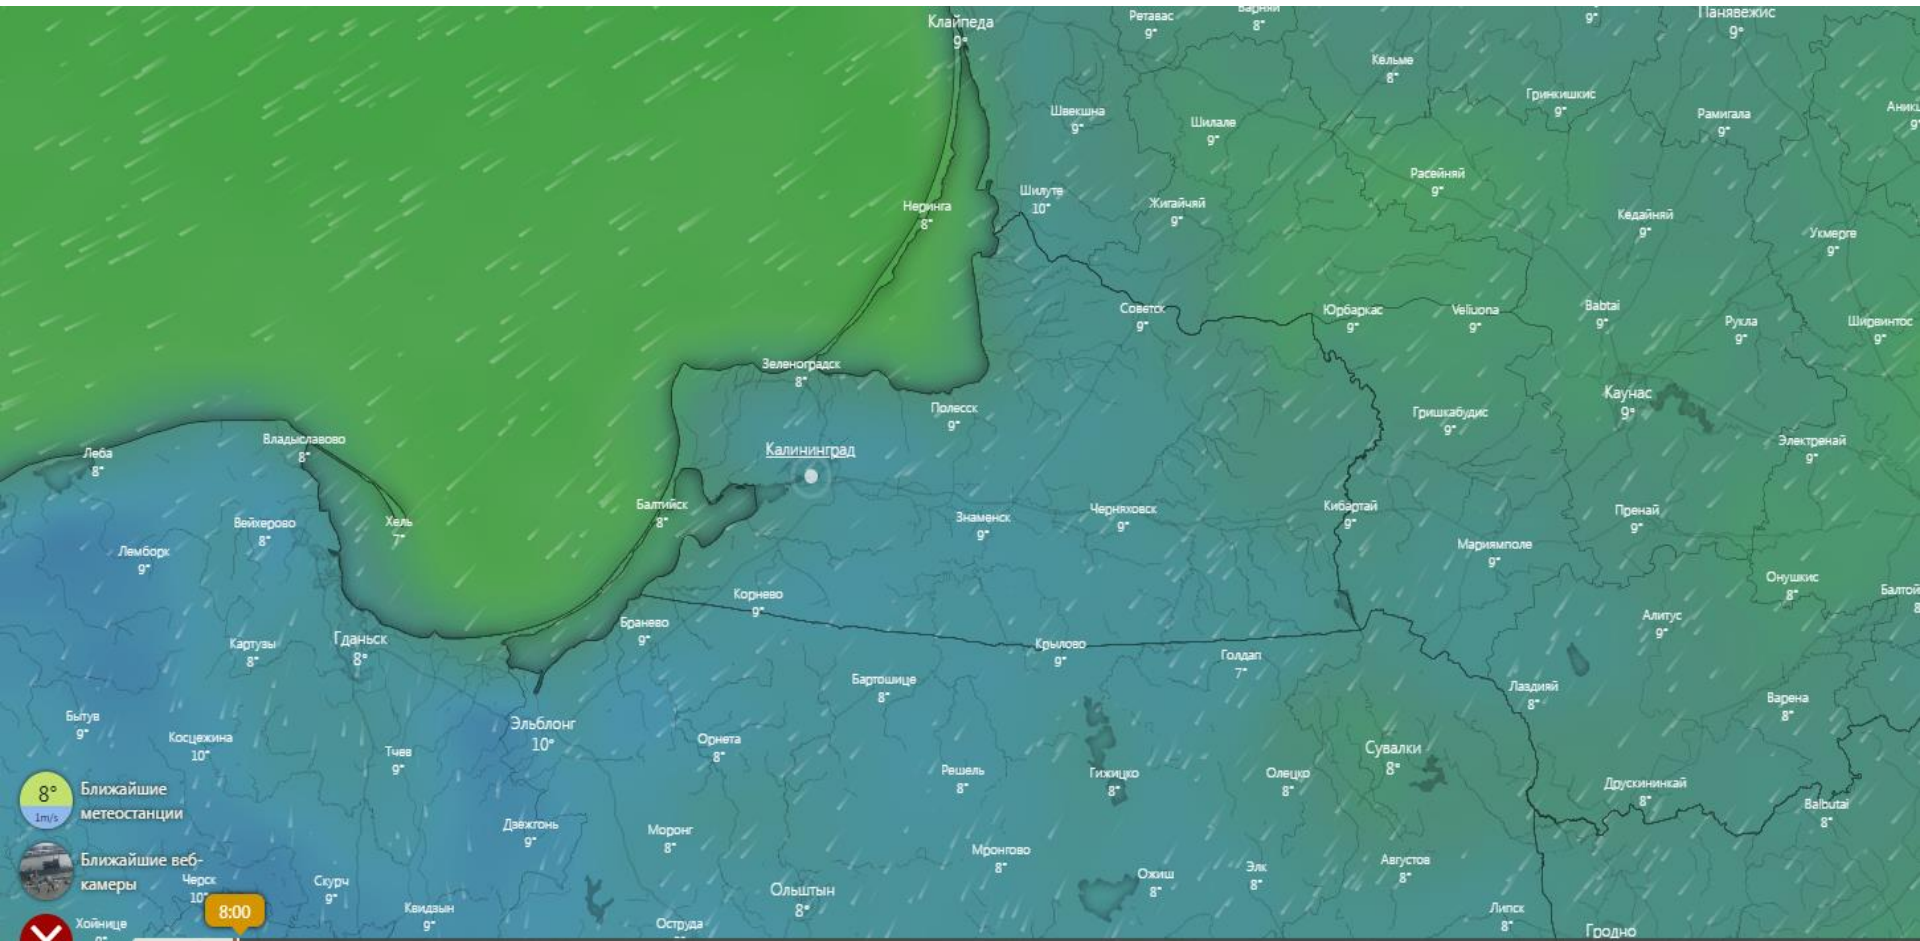 Клайпеда
9°
Ретавас
9°
8°
9°
Панявежис
9°
Кельме
8°
Гринкишкис
9°
Швекшна
9°
Шилале
9°
Рамигала
9°
9°
Расейняй
9°
Шилуте
10°
Неринга
8°
Жигайчяй
9°
Кедайняй
9°
Укмерге
9°
Советск
9°
Юрбаркас
9°
Veliuona
9°
Babtai
9°
Рукла
9°
Ширвинтос
9°
Зеленоградск
8°
Полесск
9°
Каунас
9°
Гришкабудис
9°
Электренай
9°
Владыславово
8°
Леба
8°
Калининград
Балтийск
8°
Знаменск
9°
Черняховск
9°
Кибартай
9°
Пренай
9°
Вейхерово
8°
Хель
7°
Лемборк
9°
Мариямполе
9°
Онушкис
8°
Корнево
9°
Бранево
9°
Алитус
9°
Картузы
8°
Гданьск
8°
Крылово
9°
Голдап
7°
Бартошице
8°
Лаздияй
8°
Варена
8°
Бытув
9°
Косцежина
10°
Эльблонг
10°
Тчев
9°
Орнета
8°
Сувалки
8°
Решель
8°
Гижицко
8°
Олецко
8°
Друскининкай
8°
Balbutai
8°
8°
1m/s
Ближайшие
метеостанции
Дзежгонь
9°
Моронг
8°
Мронгово
8°
Ближайшие веб-
камеры
Черск
10°
Скурч
9°
Квидзын
9°
Ольштын
8°
Ожиш
8°
Элк
8°
Августов
8°
8:00
Хойнице
Оструда
Липск
8°
Гродно